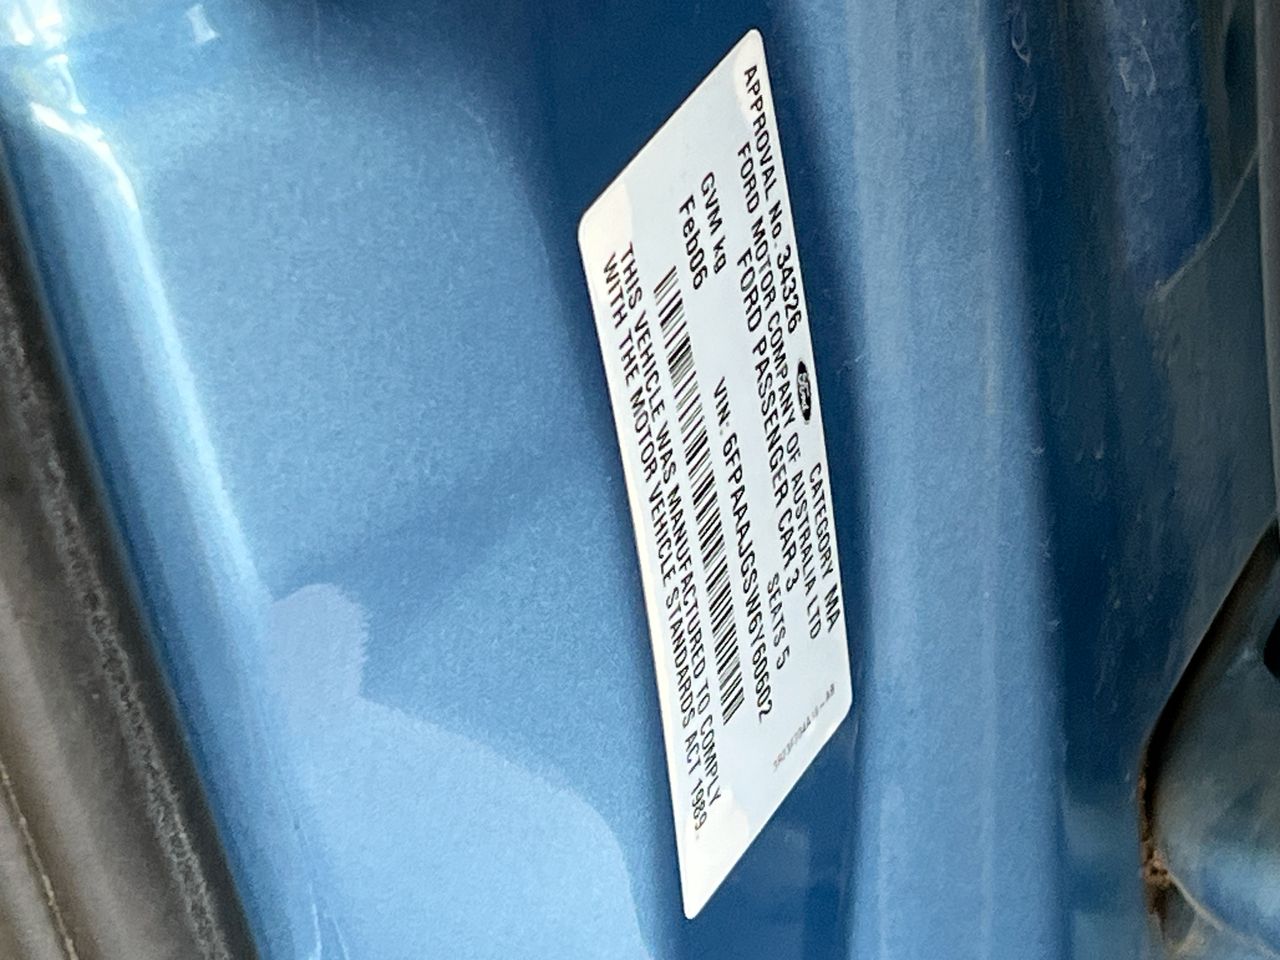 APPROVAL No. 34326 Ford CATEGORY MA
FORD MOTOR COMPANY OF AUSTRALIA LTD
FORD PASSENGER CAR 3
GVM kg SEATS 5
Feb06 VIN: 6FPAAAJGSW6Y60602
THIS VEHICLE WAS MANUFACTURED TO COMPLY
WITH THE MOTOR VEHICLE STANDARDS ACT 1989.